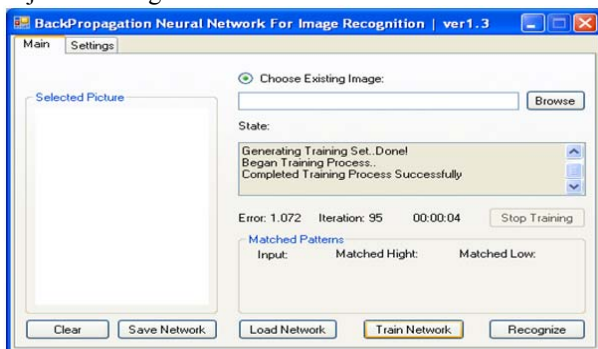 BackPropagation Neural Network For Image Recognition | ver1.3
Main Settings
Choose Existing Image:
Selected Picture
Browse
State:
Generating Training Set..Done!
Began Training Process..
Completed Training Process Successfully
Error: 1.072 Iteration: 95 00:00:04 Stop Training
Matched Patterns
Input: Matched Hight: Matched Low:
Clear Save Network Load Network Train Network Recognize